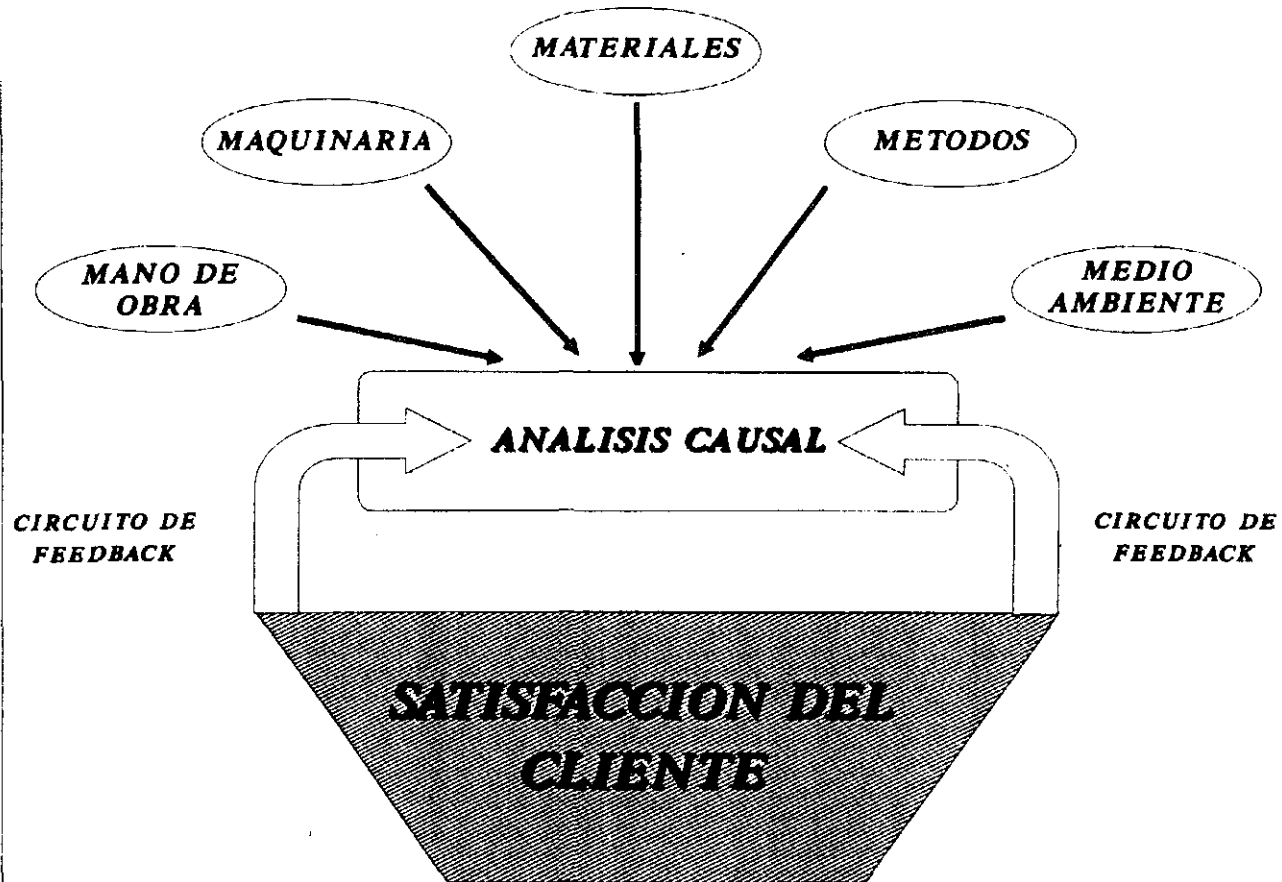 MATERIALES
MAQUINARIA
METODOS
MANO DE
OBRA
MEDIO
AMBIENTE
ANALISIS CAUSAL
CIRCUITO DE
FEEDBACK
CIRCUITO DE
FEEDBACK
SATISFACCION DEL
CLIENTE